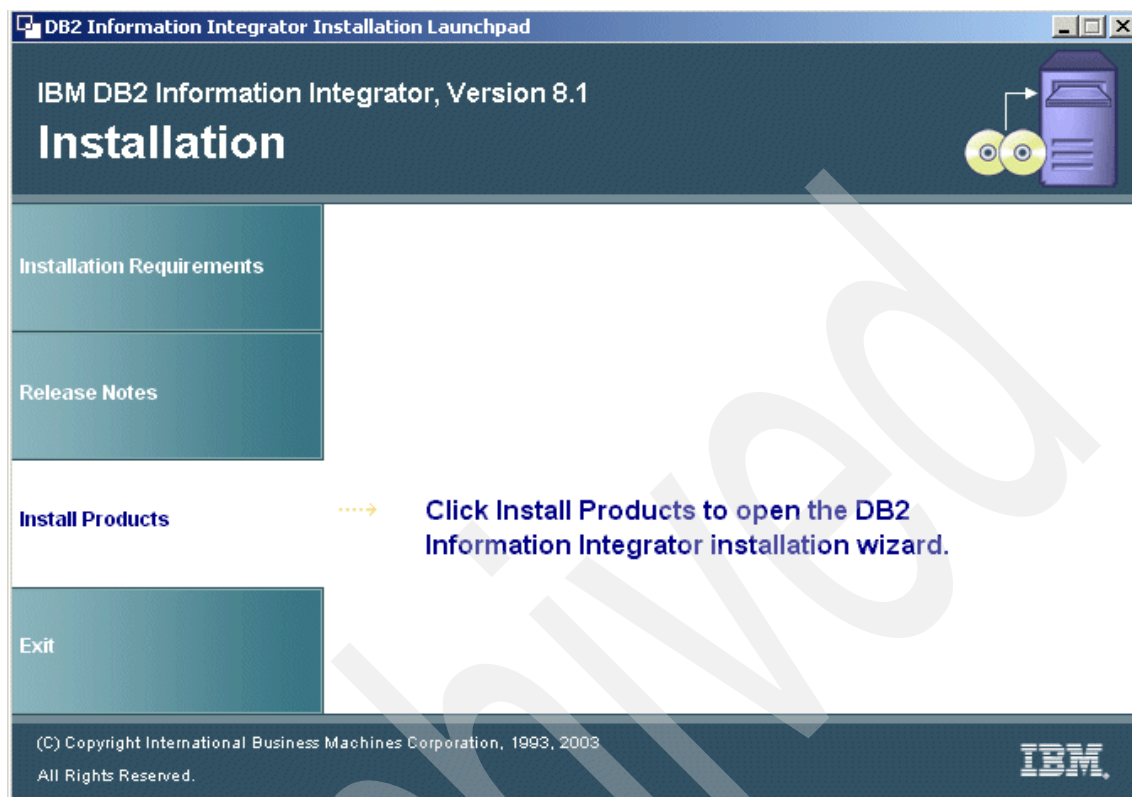 DB2 Information Integrator Installation Launchpad
IBM DB2 Information Integrator, Version 8.1
Installation
Installation Requirements
Release Notes
Install Products
Click Install Products to open the DB2
Information Integrator installation wizard.
Exit
(C) Copyright International Business Machines Corporation, 1993, 2003
All Rights Reserved.
IBM.